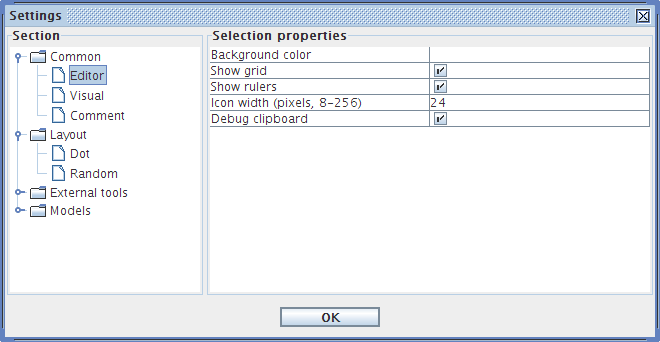 Settings
Section
Common
Editor
Visual
Comment
Layout
Dot
Random
External tools
Models
Selection properties
Background color
Show grid
Show rulers
Icon width (pixels, 8-256) 24
Debug clipboard
OK